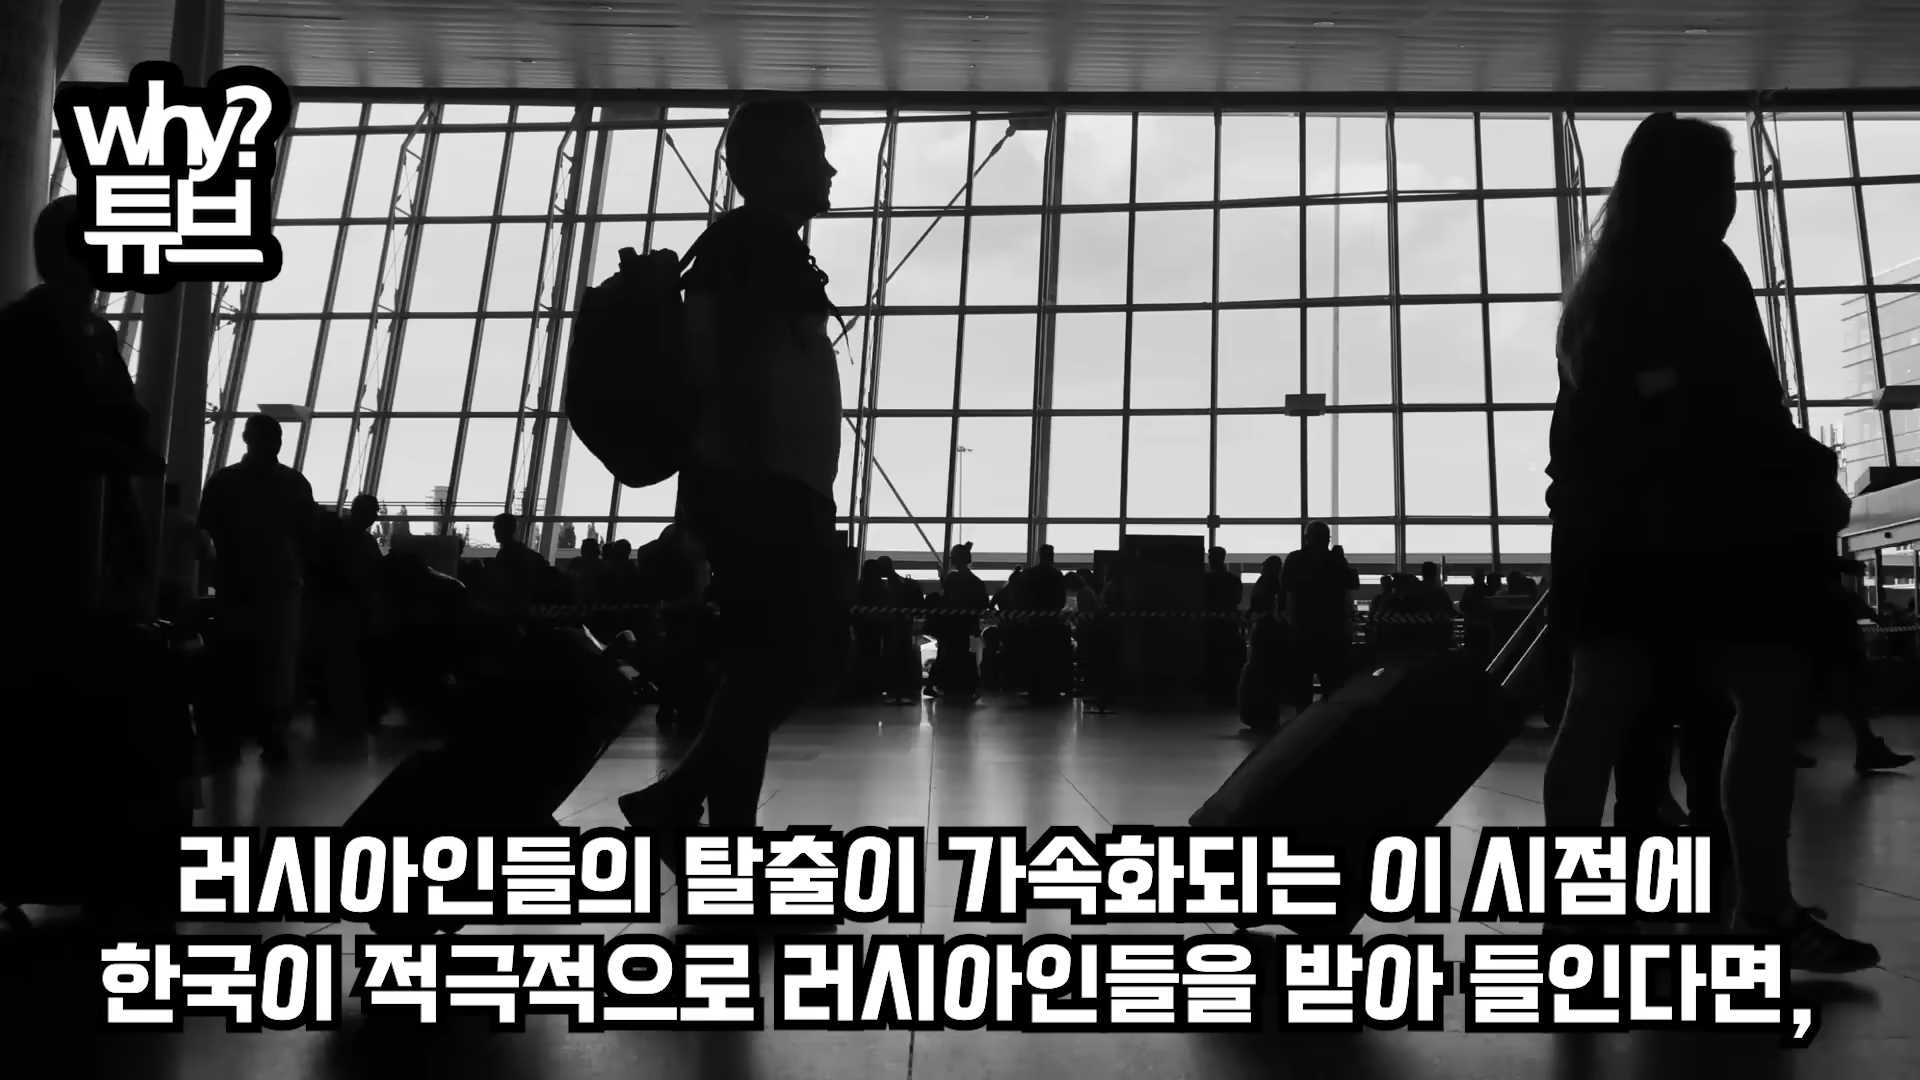 why?
튜브
러시아인들의 탈출이 가속화되는 이 시점에
한국이 적극적으로 러시아인들을 받아 들인다면,